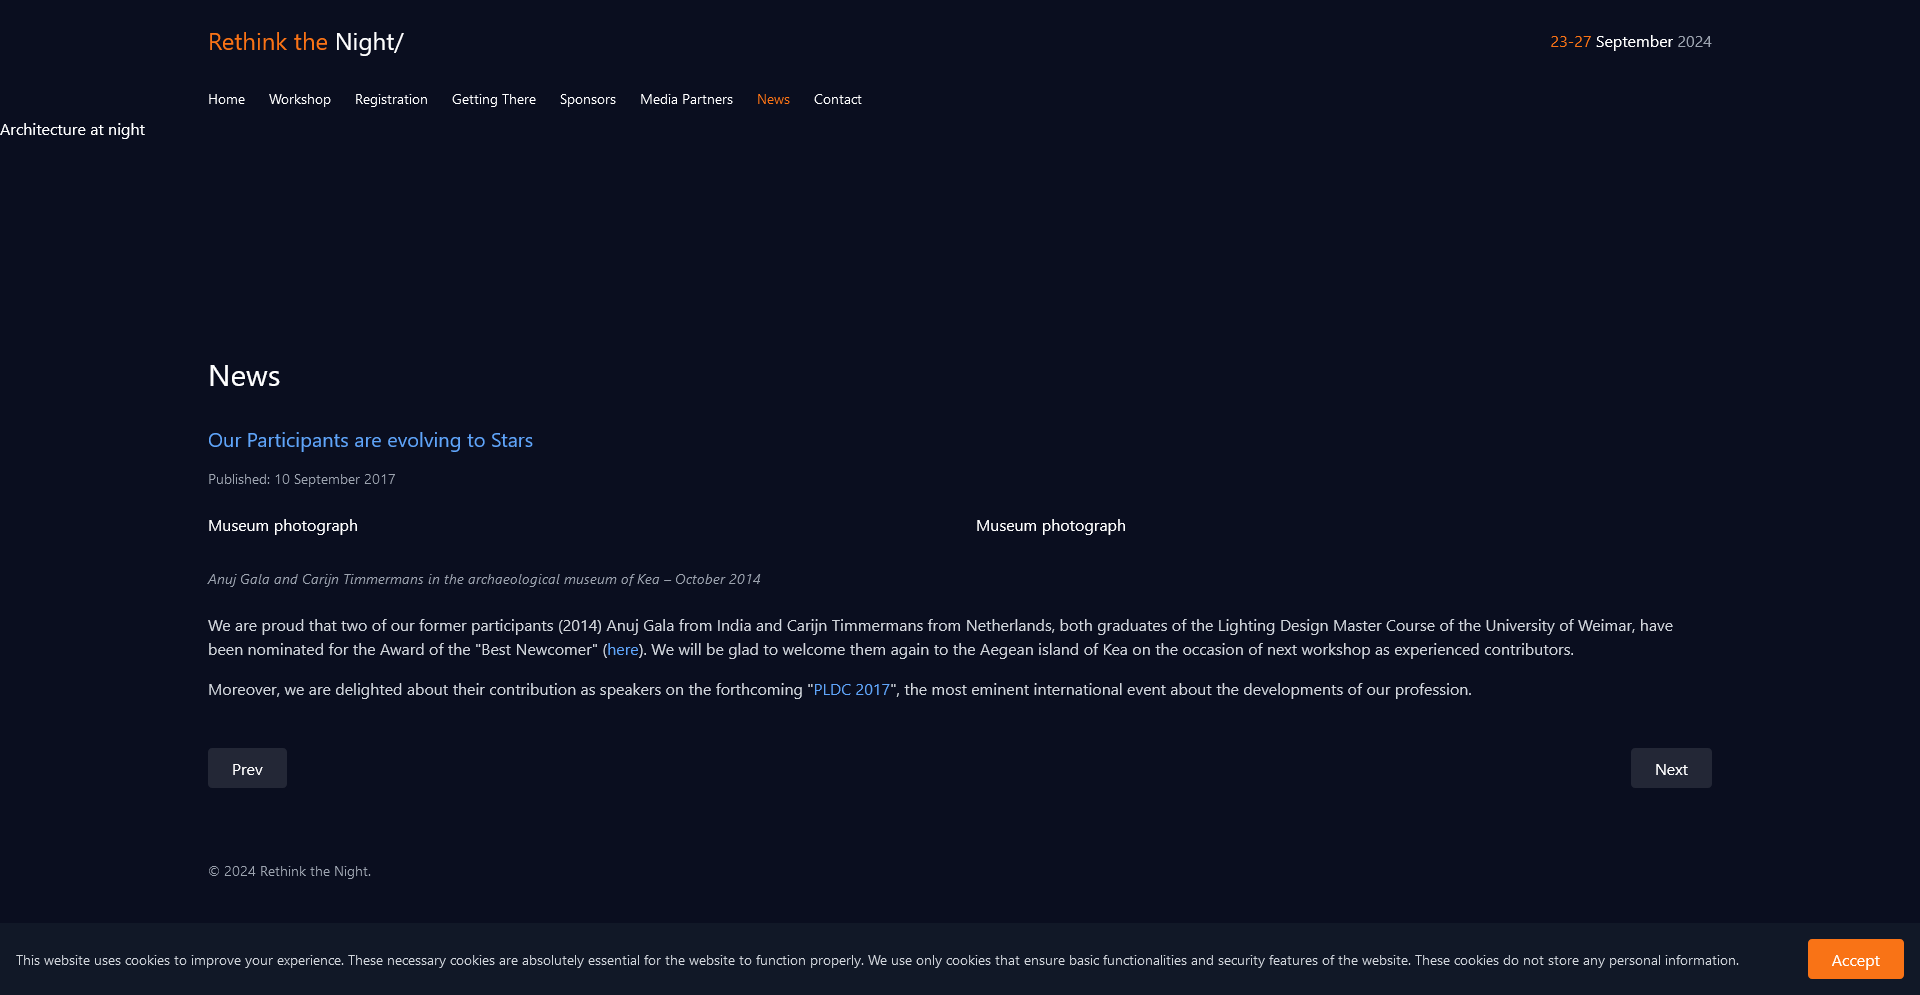 Rethink the Night/
23-27 September 2024
Home Workshop Registration Getting There Sponsors Media Partners News Contact
Architecture at night
News
Our Participants are evolving to Stars
Published: 10 September 2017
Museum photograph
Museum photograph
Anuj Gala and Carijn Timmermans in the archaeological museum of Kea – October 2014
We are proud that two of our former participants (2014) Anuj Gala from India and Carijn Timmermans from Netherlands, both graduates of the Lighting Design Master Course of the University of Weimar, have
been nominated for the Award of the "Best Newcomer" (here). We will be glad to welcome them again to the Aegean island of Kea on the occasion of next workshop as experienced contributors.
Moreover, we are delighted about their contribution as speakers on the forthcoming "PLDC 2017", the most eminent international event about the developments of our profession.
Prev
Next
© 2024 Rethink the Night.
This website uses cookies to improve your experience. These necessary cookies are absolutely essential for the website to function properly. We use only cookies that ensure basic functionalities and security features of the website. These cookies do not store any personal information.
Accept